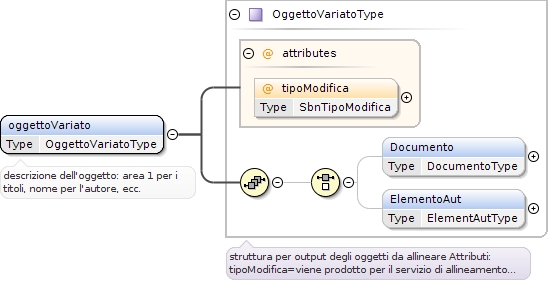 OggettoVariatoType
@ attributes
@ tipoModifica
Type SbnTipoModifica
oggettoVariato
Type OggettoVariatoType
descrizione dell'oggetto: area 1 per i
titoli, nome per l'autore, ecc.
Documento
Type DocumentoType
ElementoAut
Type ElementAutType
struttura per output degli oggetti da allineare Attributi:
tipoModifica=viene prodotto per il servizio di allineamento...